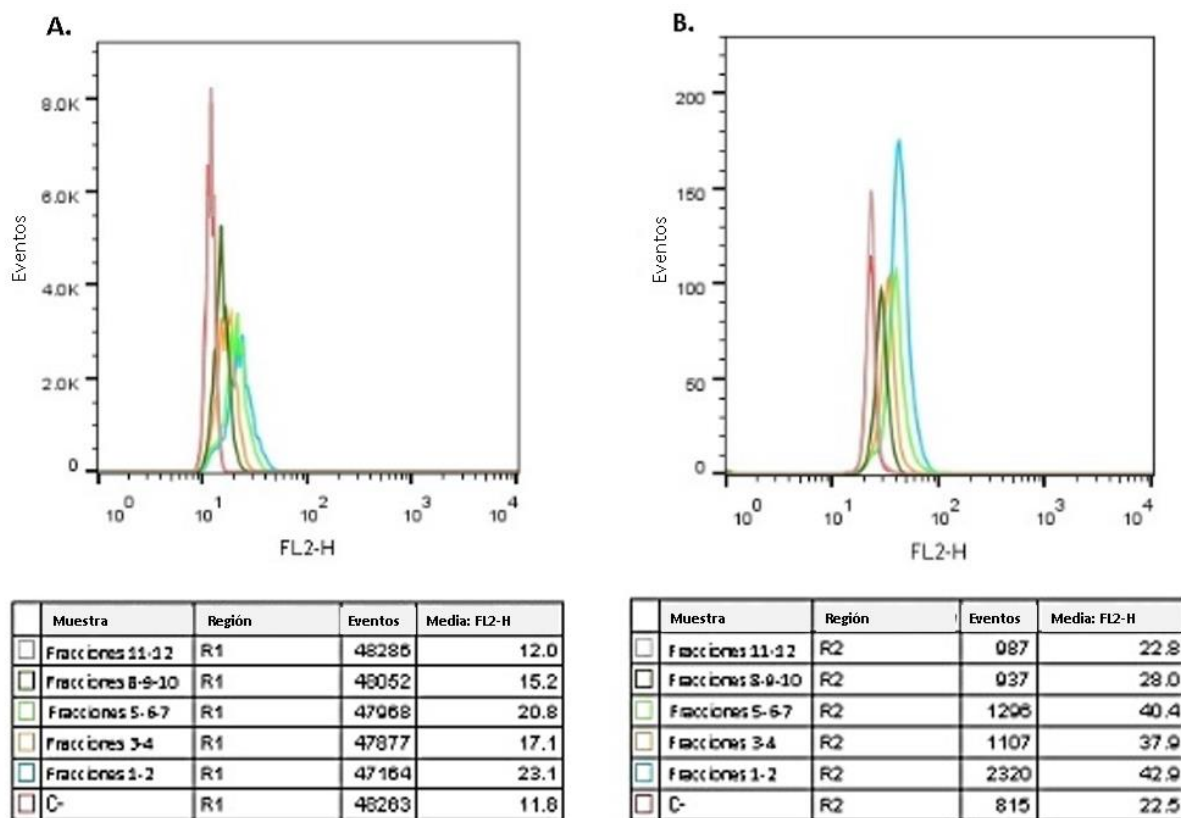 A.
8.0K
6.0K
4.0K
2.0K
0
Eventos
10^0 10^1 10^2 10^3 10^4
FL2-H
Muestra Región Eventos Media: FL2-H
Fracciones 11-12 R1 48286 12.0
Fracciones 8-9-10 R1 48052 15.2
Fracciones 5-6-7 R1 47968 20.8
Fracciones 3-4 R1 47877 17.1
Fracciones 1-2 R1 47164 23.1
C- R1 48283 11.8
B.
200
150
100
50
0
Eventos
10^0 10^1 10^2 10^3 10^4
FL2-H
Muestra Región Eventos Media: FL2-H
Fracciones 11-12 R2 987 22.8
Fracciones 8-9-10 R2 937 28.0
Fracciones 5-6-7 R2 1296 40.4
Fracciones 3-4 R2 1107 37.9
Fracciones 1-2 R2 2320 42.9
C- R2 815 22.5